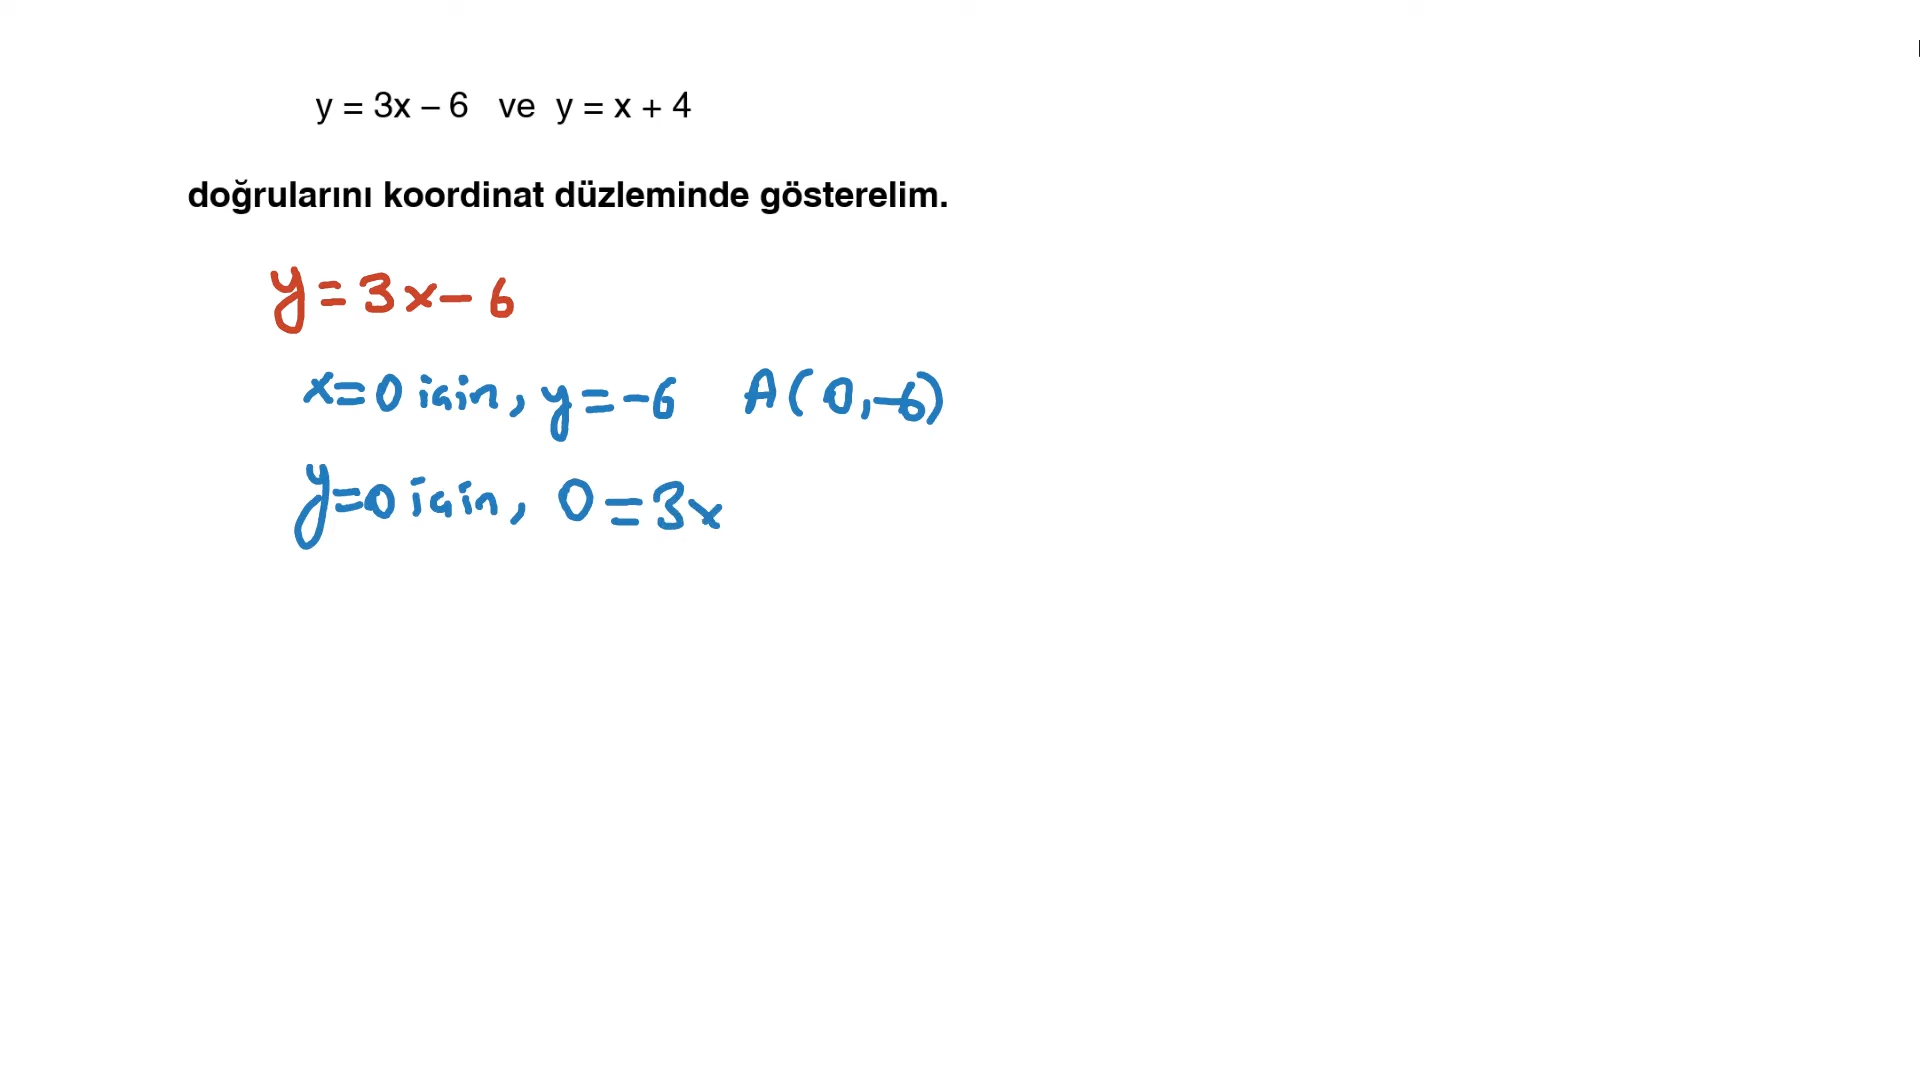 y = 3x – 6 ve y = x + 4
doğrularını koordinat düzleminde gösterelim.
y = 3x – 6
x=0 için, y = -6 A(0,-6)
y=0 için, 0 = 3x